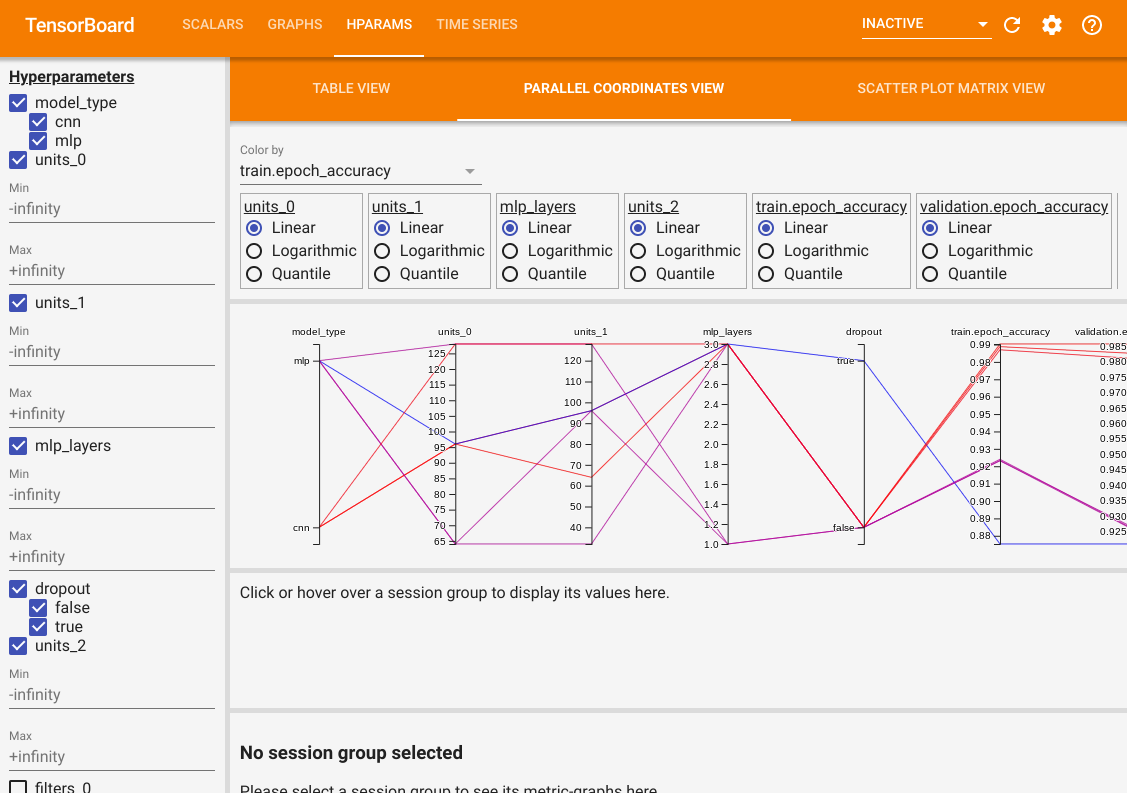 TensorBoard SCALARS GRAPHS HPARAMS TIME SERIES INACTIVE
Hyperparameters
model_type
cnn
mlp
units_0
Min
-infinity
Max
+infinity
units_1
Min
-infinity
Max
+infinity
mlp_layers
Min
-infinity
Max
+infinity
dropout
false
true
units_2
Min
-infinity
Max
+infinity
filters_0
TABLE VIEW PARALLEL COORDINATES VIEW SCATTER PLOT MATRIX VIEW
Color by
train.epoch_accuracy
units_0
Linear
Logarithmic
Quantile
units_1
Linear
Logarithmic
Quantile
mlp_layers
Linear
Logarithmic
Quantile
units_2
Linear
Logarithmic
Quantile
train.epoch_accuracy
Linear
Logarithmic
Quantile
validation.epoch_accuracy
Linear
Logarithmic
Quantile
model_type
mlp
cnn
units_0
125
120
115
110
105
100
95
90
85
80
75
70
65
units_1
120
110
100
90
80
70
60
50
40
mlp_layers
3.0
2.8
2.6
2.4
2.2
2.0
1.8
1.6
1.4
1.2
1.0
dropout
true
false
train.epoch_accuracy
0.99
0.98
0.97
0.96
0.95
0.94
0.93
0.92
0.91
0.90
0.89
0.88
validation.e
0.985
0.980
0.975
0.970
0.965
0.960
0.955
0.950
0.945
0.940
0.935
0.930
0.925
Click or hover over a session group to display its values here.
No session group selected
Please select a session group to see its metric-graphs here.